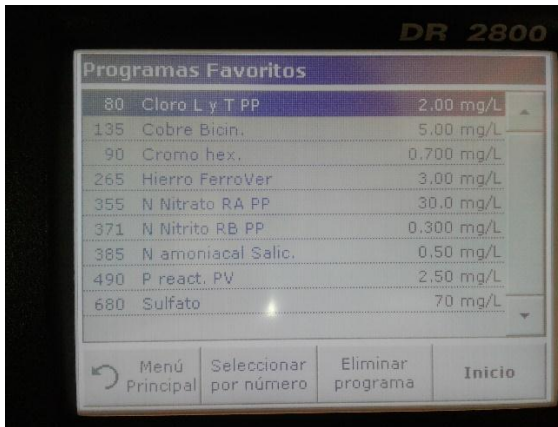 DR 2800
Programas Favoritos
80 Cloro L y T PP 2.00 mg/L
135 Cobre Bicin. 5.00 mg/L
90 Cromo hex. 0.700 mg/L
265 Hierro FerroVer 3.00 mg/L
355 N Nitrato RA PP 30.0 mg/L
371 N Nitrito RB PP 0.300 mg/L
385 N amoniacal Salic. 0.50 mg/L
490 P react. PV 2.50 mg/L
680 Sulfato 70 mg/L
Menú Principal
Seleccionar por número
Eliminar programa
Inicio